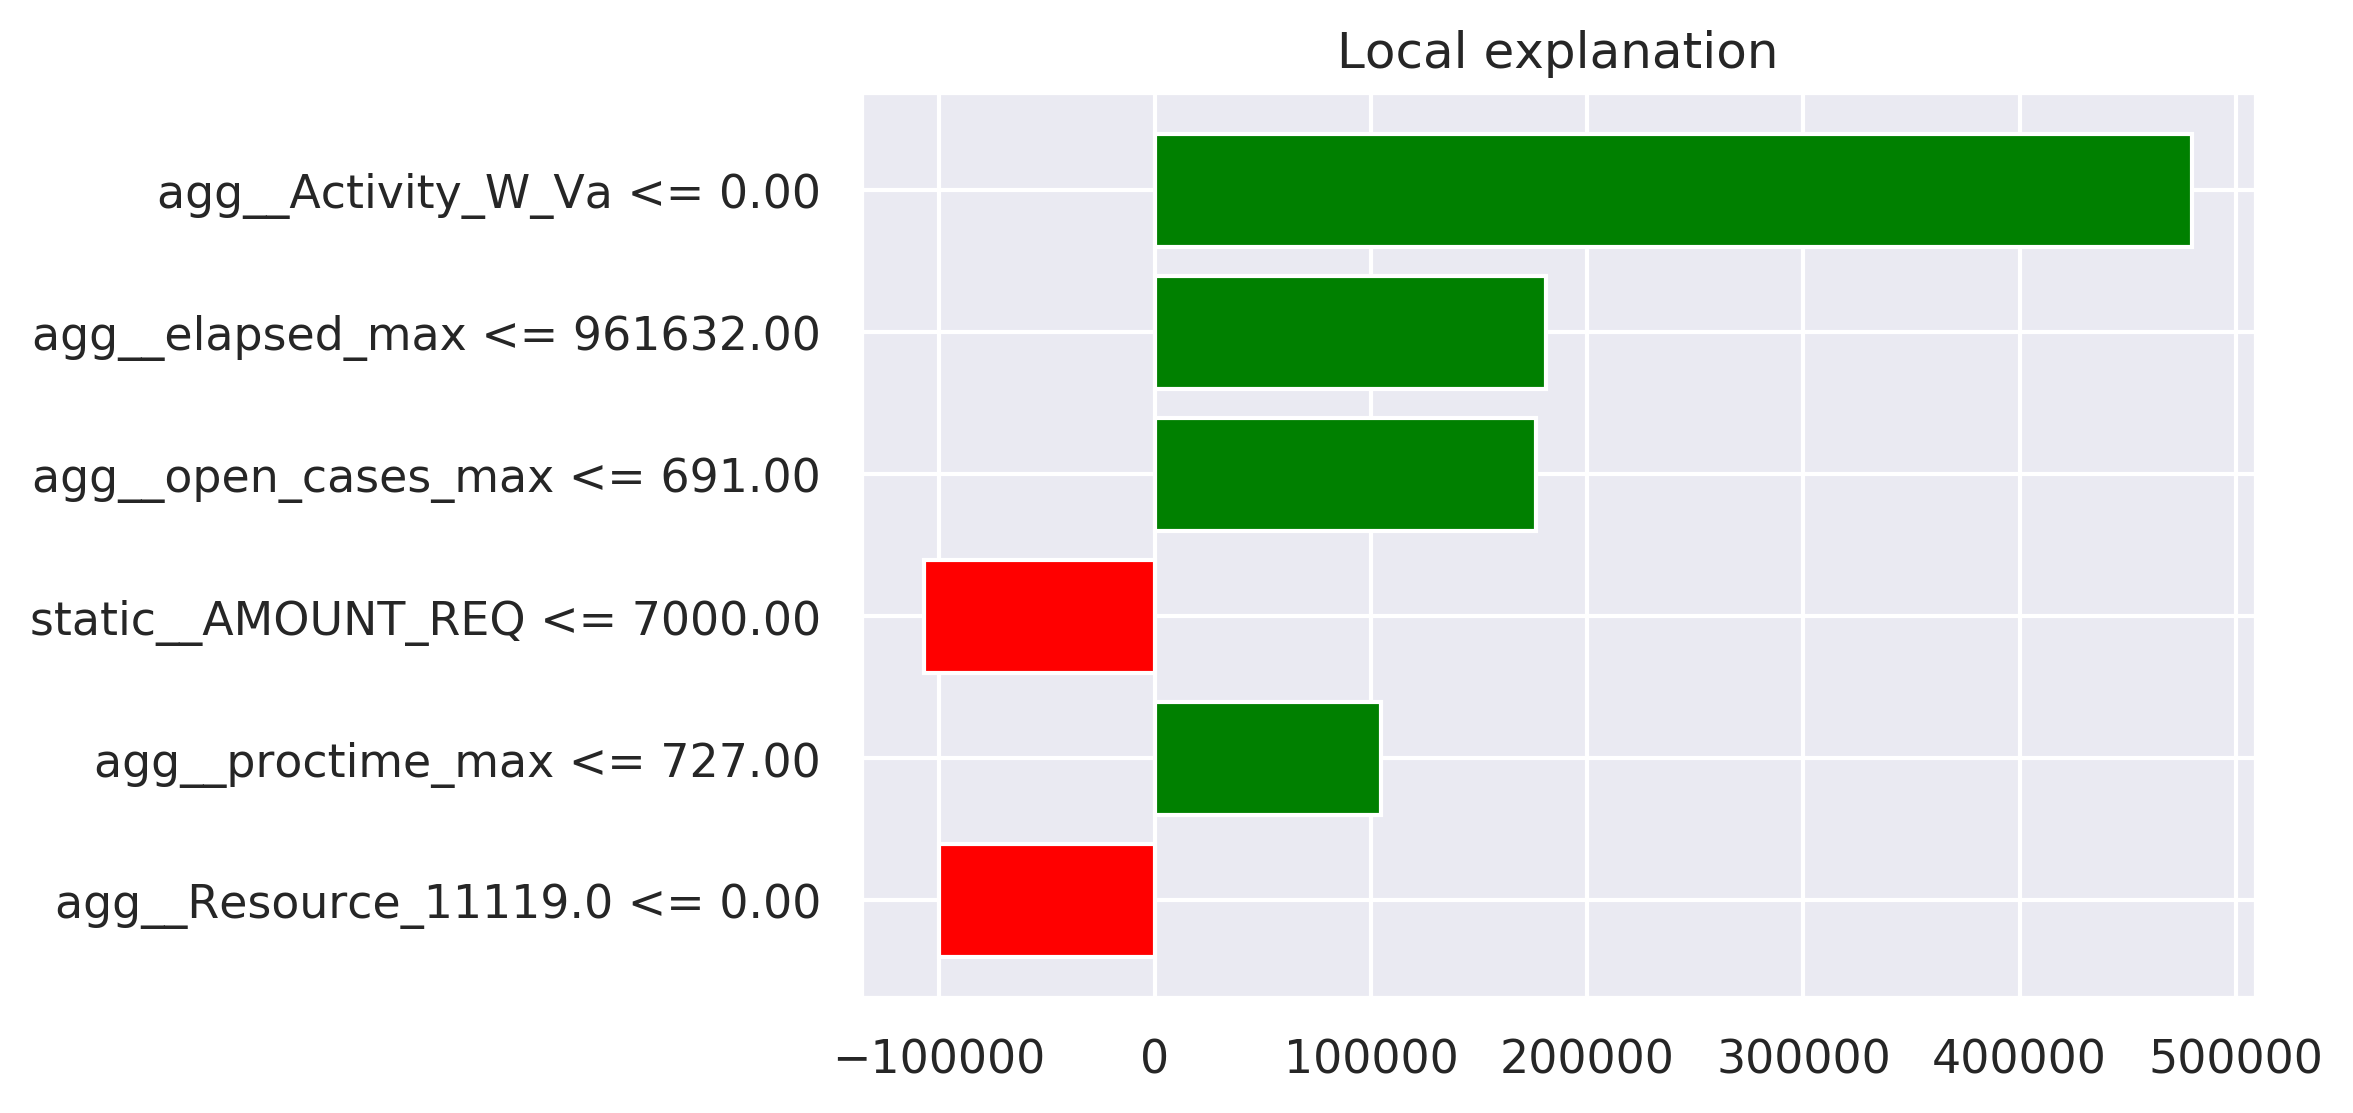 Local explanation
agg__Activity_W_Va <= 0.00
agg__elapsed_max <= 961632.00
agg__open_cases_max <= 691.00
static__AMOUNT_REQ <= 7000.00
agg__proctime_max <= 727.00
agg__Resource_11119.0 <= 0.00
−100000 0 100000 200000 300000 400000 500000